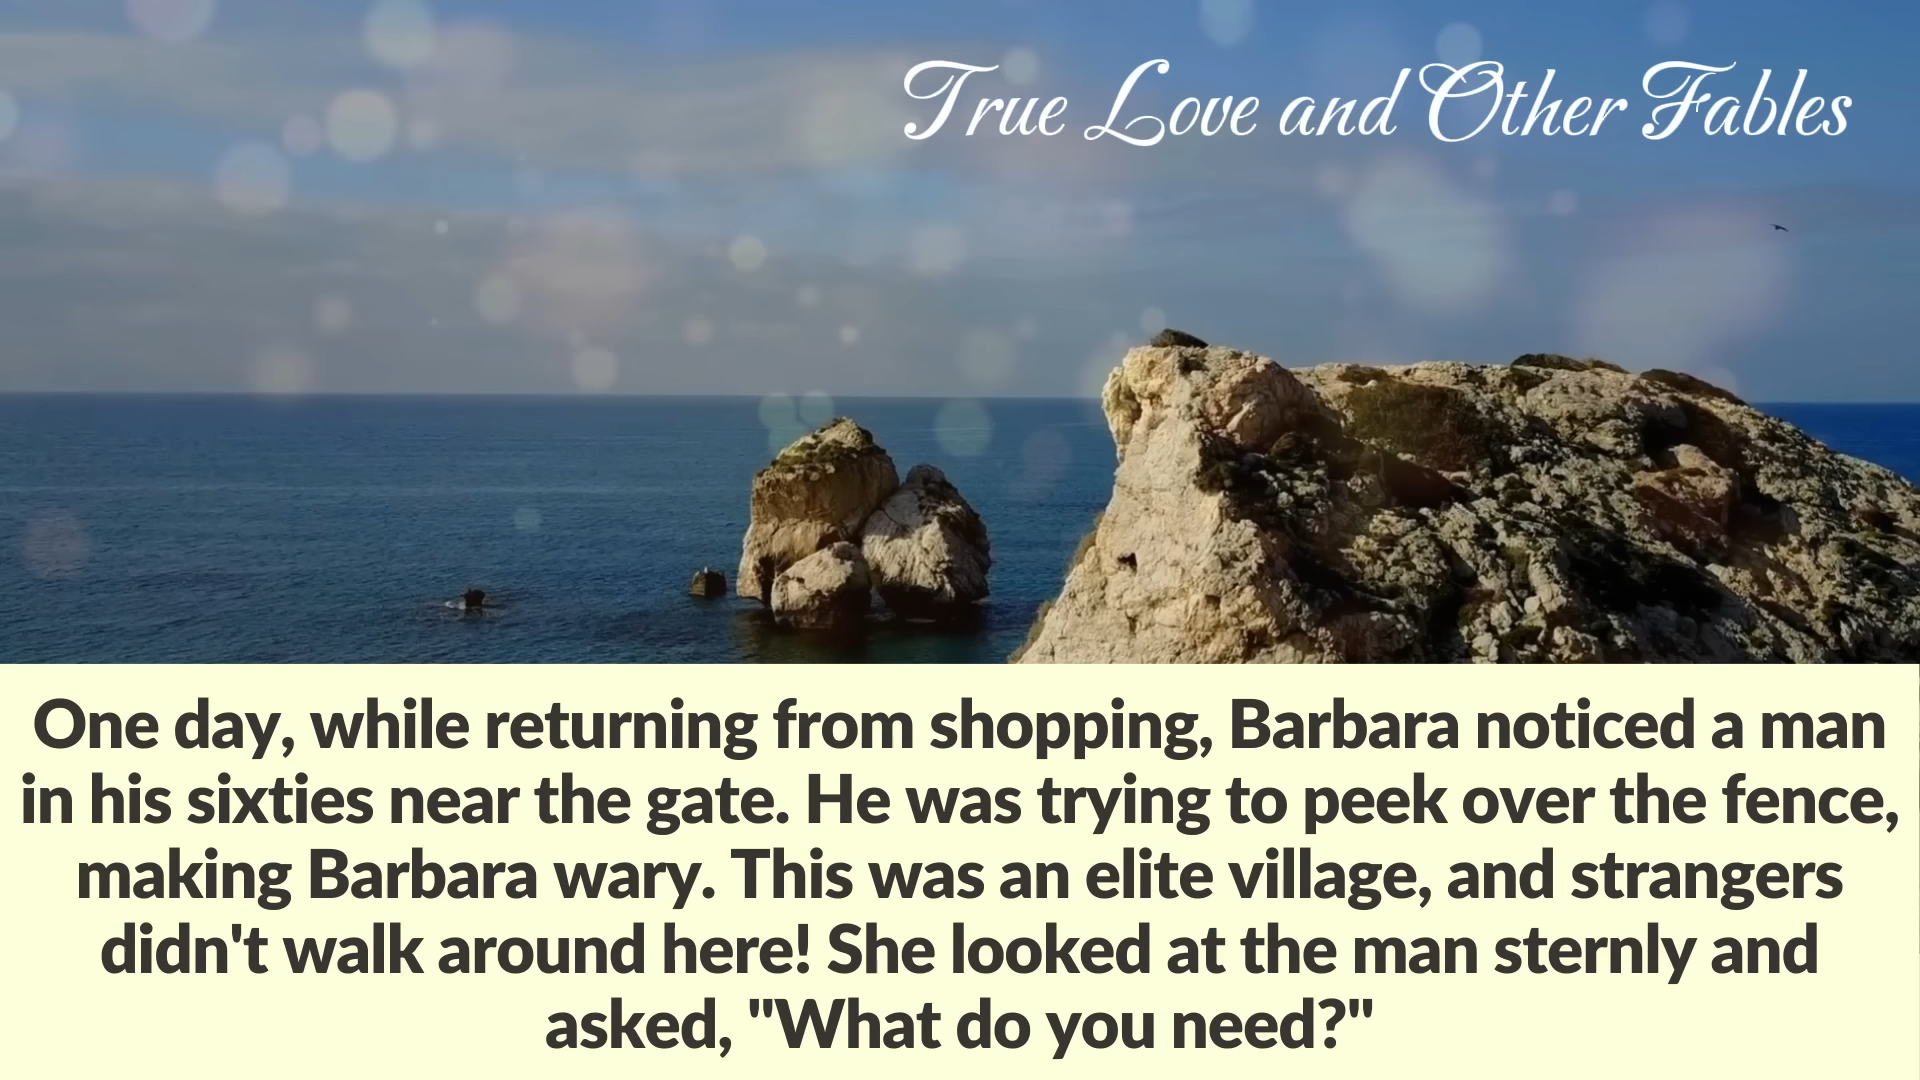 True Love and Other Fables
One day, while returning from shopping, Barbara noticed a man
in his sixties near the gate. He was trying to peek over the fence,
making Barbara wary. This was an elite village, and strangers
didn't walk around here! She looked at the man sternly and
asked, "What do you need?"